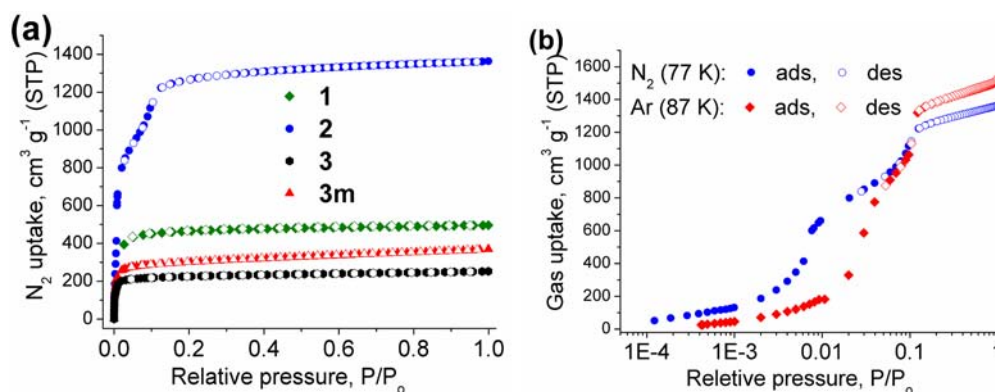 (a)
N₂ uptake, cm³ g⁻¹ (STP)
1400
1200
1000
800
600
400
200
0
1
2
3
3m
0.0 0.2 0.4 0.6 0.8 1.0
Relative pressure, P/P₀
(b)
Gas uptake, cm³ g⁻¹ (STP)
1800
1600
1400
1200
1000
800
600
400
200
0
N₂ (77 K): ads, des
Ar (87 K): ads, des
1E-4 1E-3 0.01 0.1
Reletive pressure, P/P₀